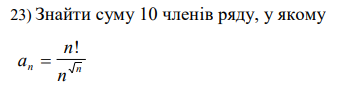 23) Знайти суму 10 членів ряду, у якому
aₙ = n! / n^√n